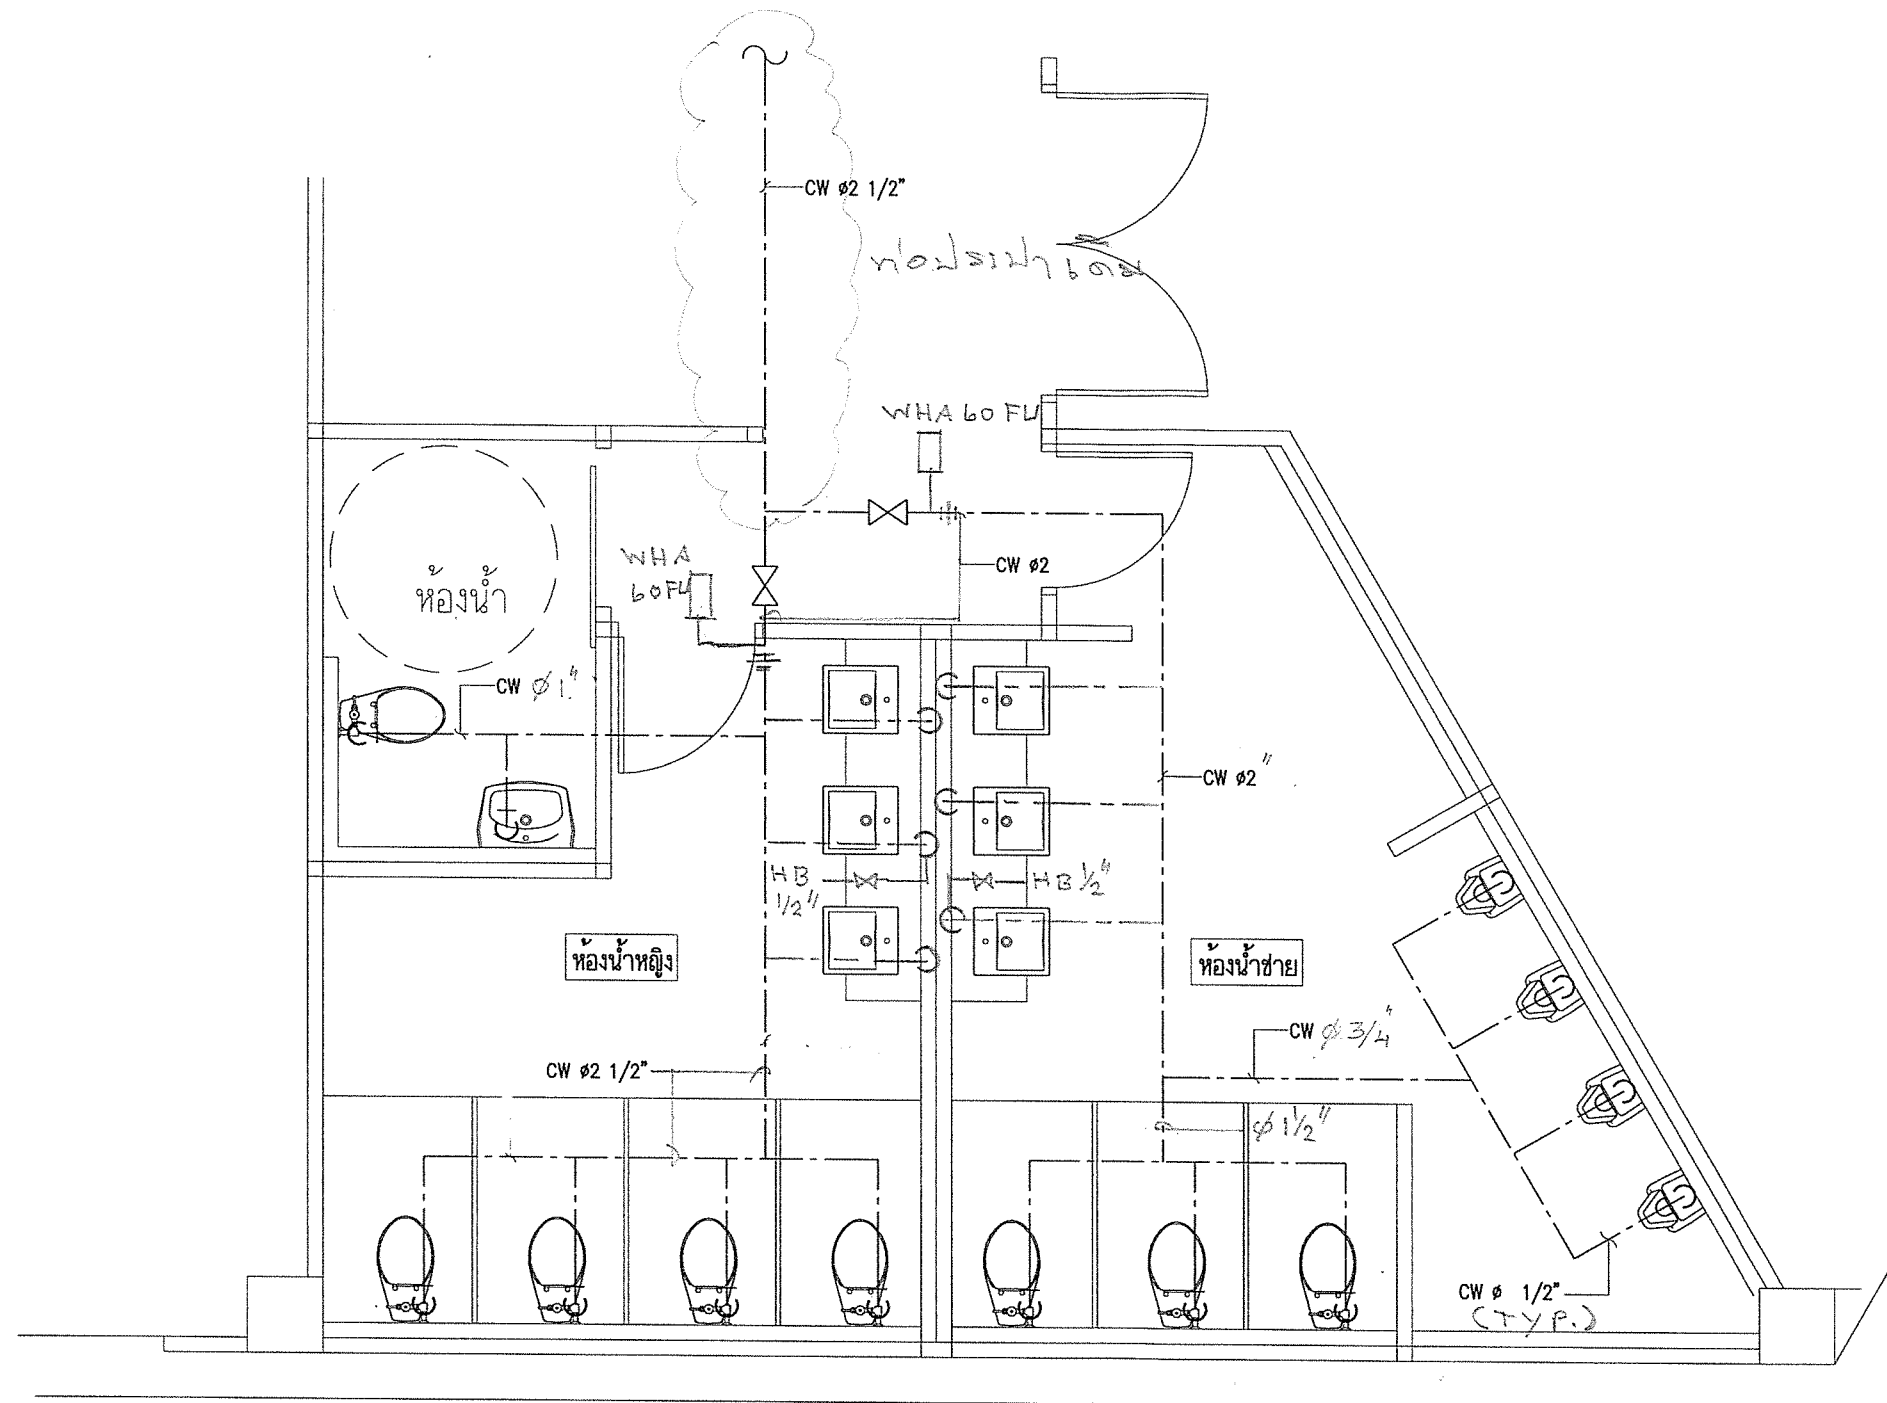 CW ø2 1/2"
ท่อประปาเดิม
WHA 60 FU
WHA
60FU
CW ø2
ห้องน้ำ
CW ø1"
CW ø2"
HB
1/2"
HB 1/2"
ห้องน้ำหญิง
ห้องน้ำชาย
CW ø 3/4"
CW ø2 1/2"
ø 1 1/2"
CW ø 1/2"
(TYP.)